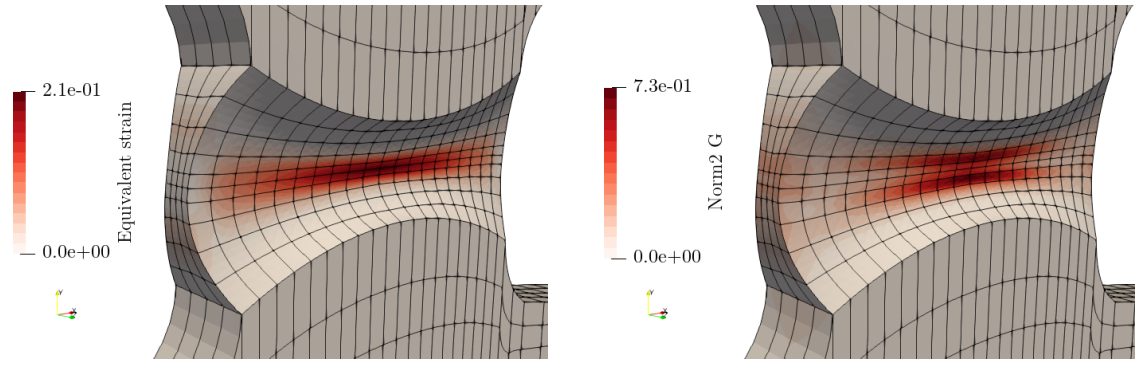 2.1e-01
Equivalent strain
0.0e+00
Y
X
7.3e-01
Norm2 G
0.0e+00
Y
X